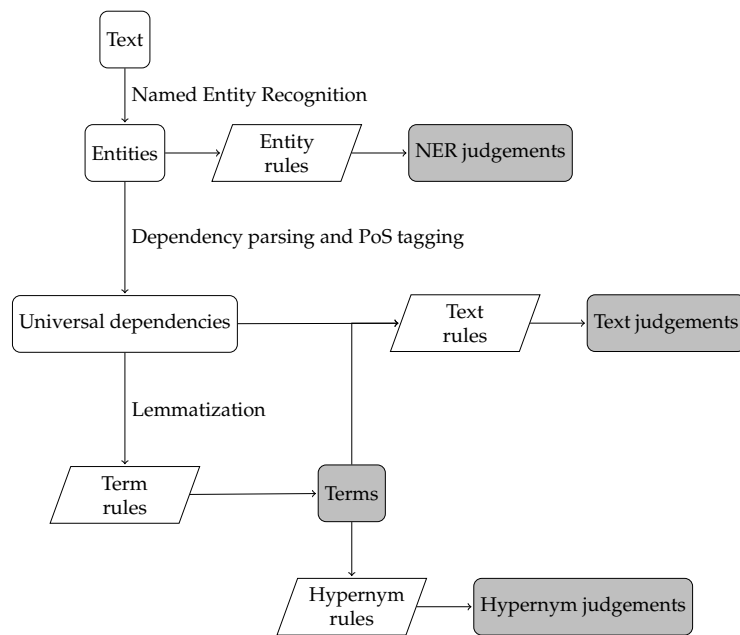 Text
Named Entity Recognition
Entities
Entity
rules
NER judgements
Dependency parsing and PoS tagging
Universal dependencies
Text
rules
Text judgements
Lemmatization
Term
rules
Terms
Hypernym
rules
Hypernym judgements